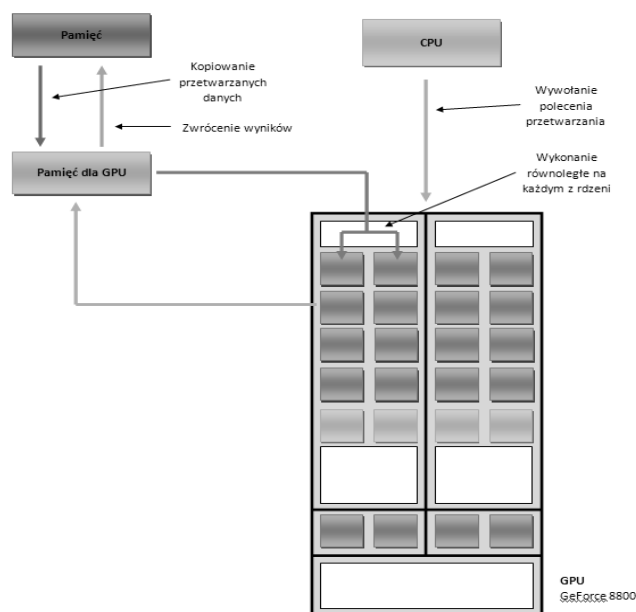 Pamięć
CPU
Kopiowanie
przetwarzanych
danych
Zwrócenie wyników
Wywołanie
polecenia
przetwarzania
Pamięć dla GPU
Wykonanie
równoległe na
każdym z rdzeni
GPU
GeForce 8800